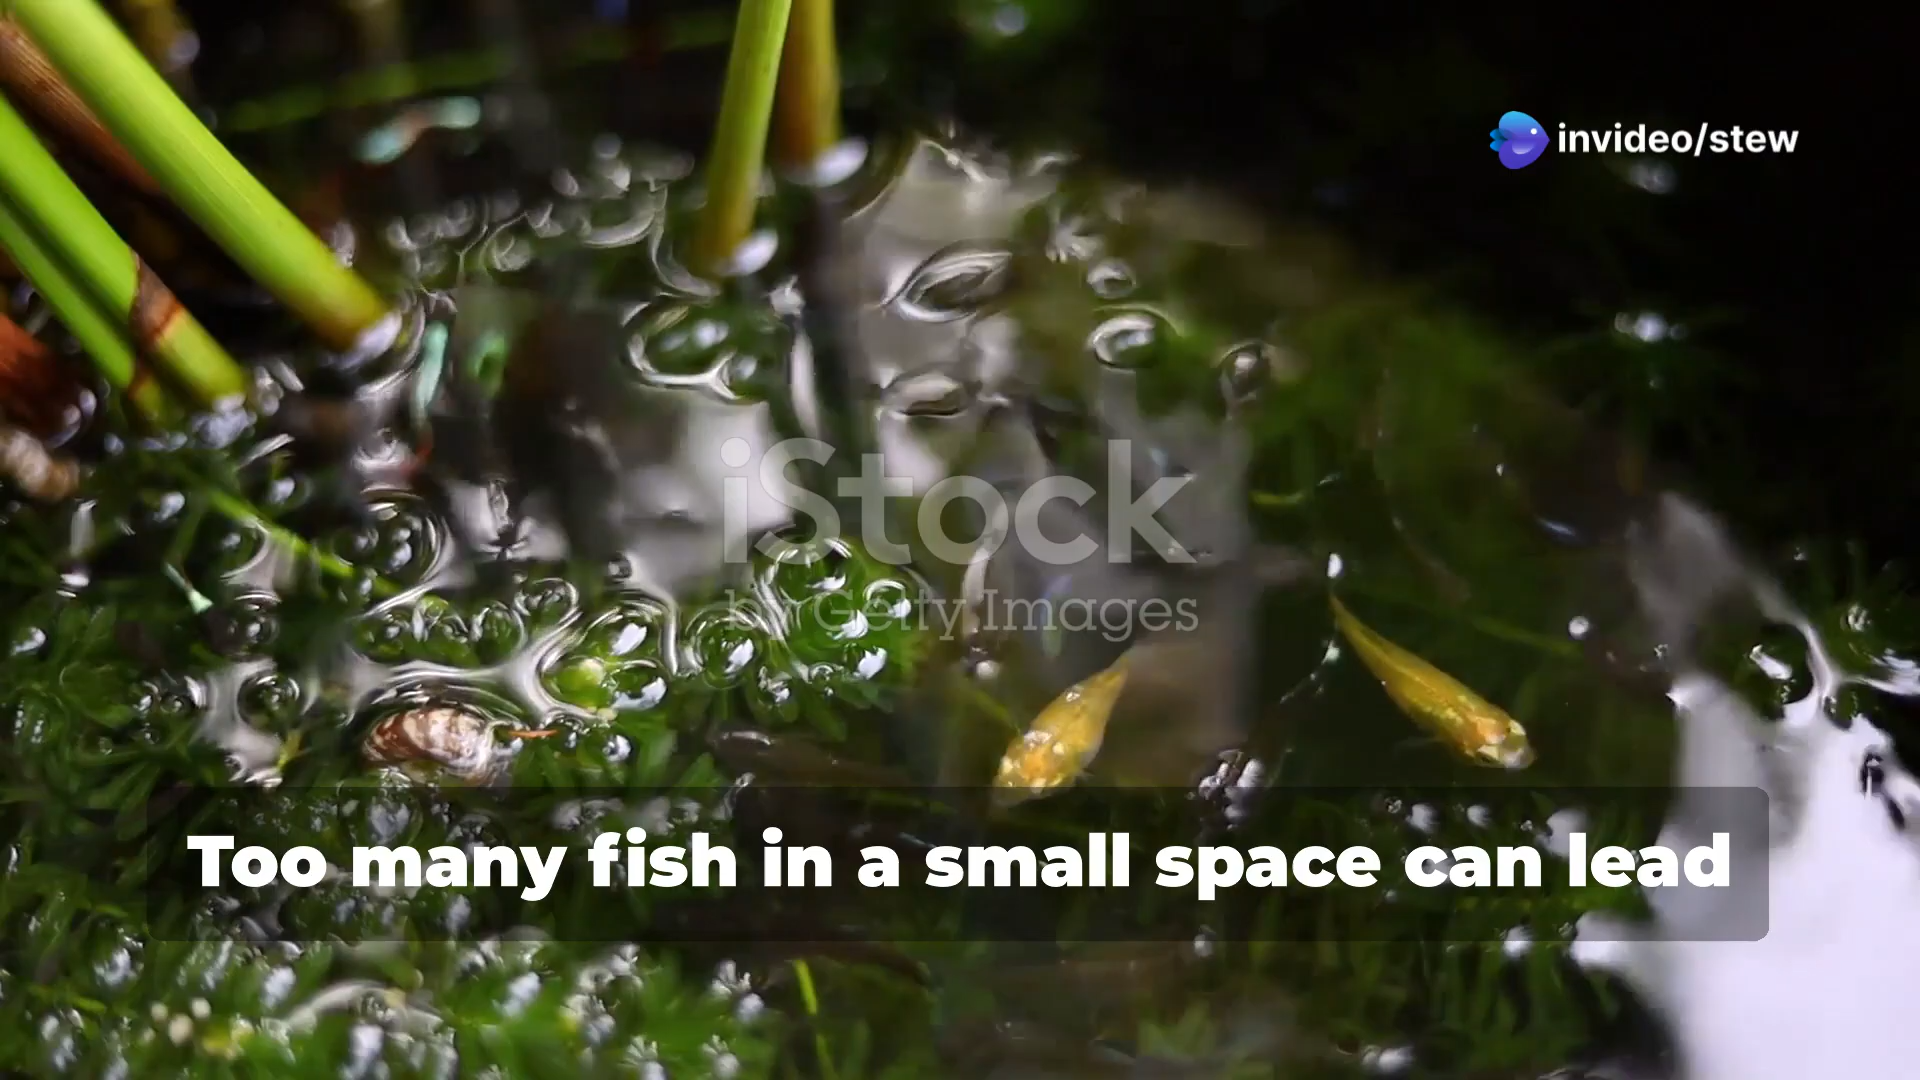 invideo/stew
iStock
by Getty Images
Too many fish in a small space can lead